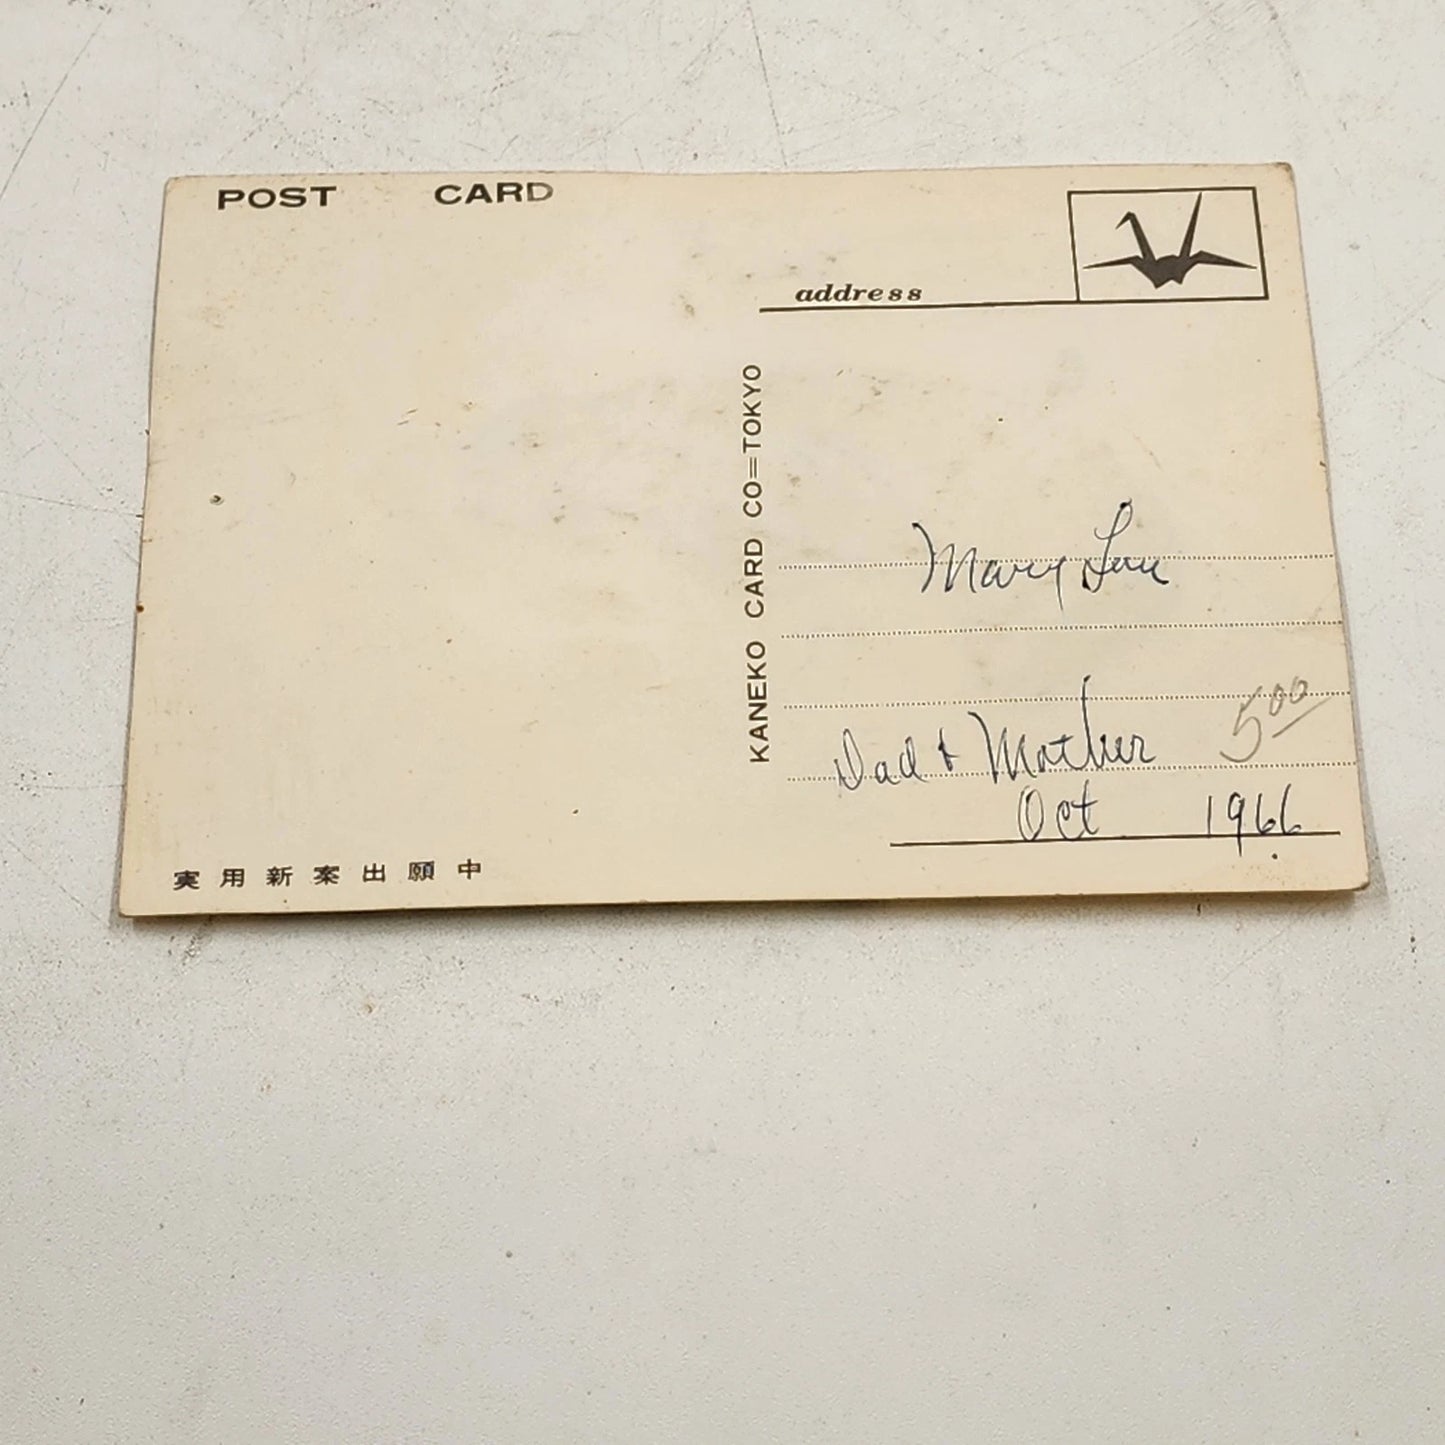 POST CARD
address
KANEKO CARD CO=TOKYO
Mary Lou
Dad & Mother
5.00
Oct 1966
実用新案出願中